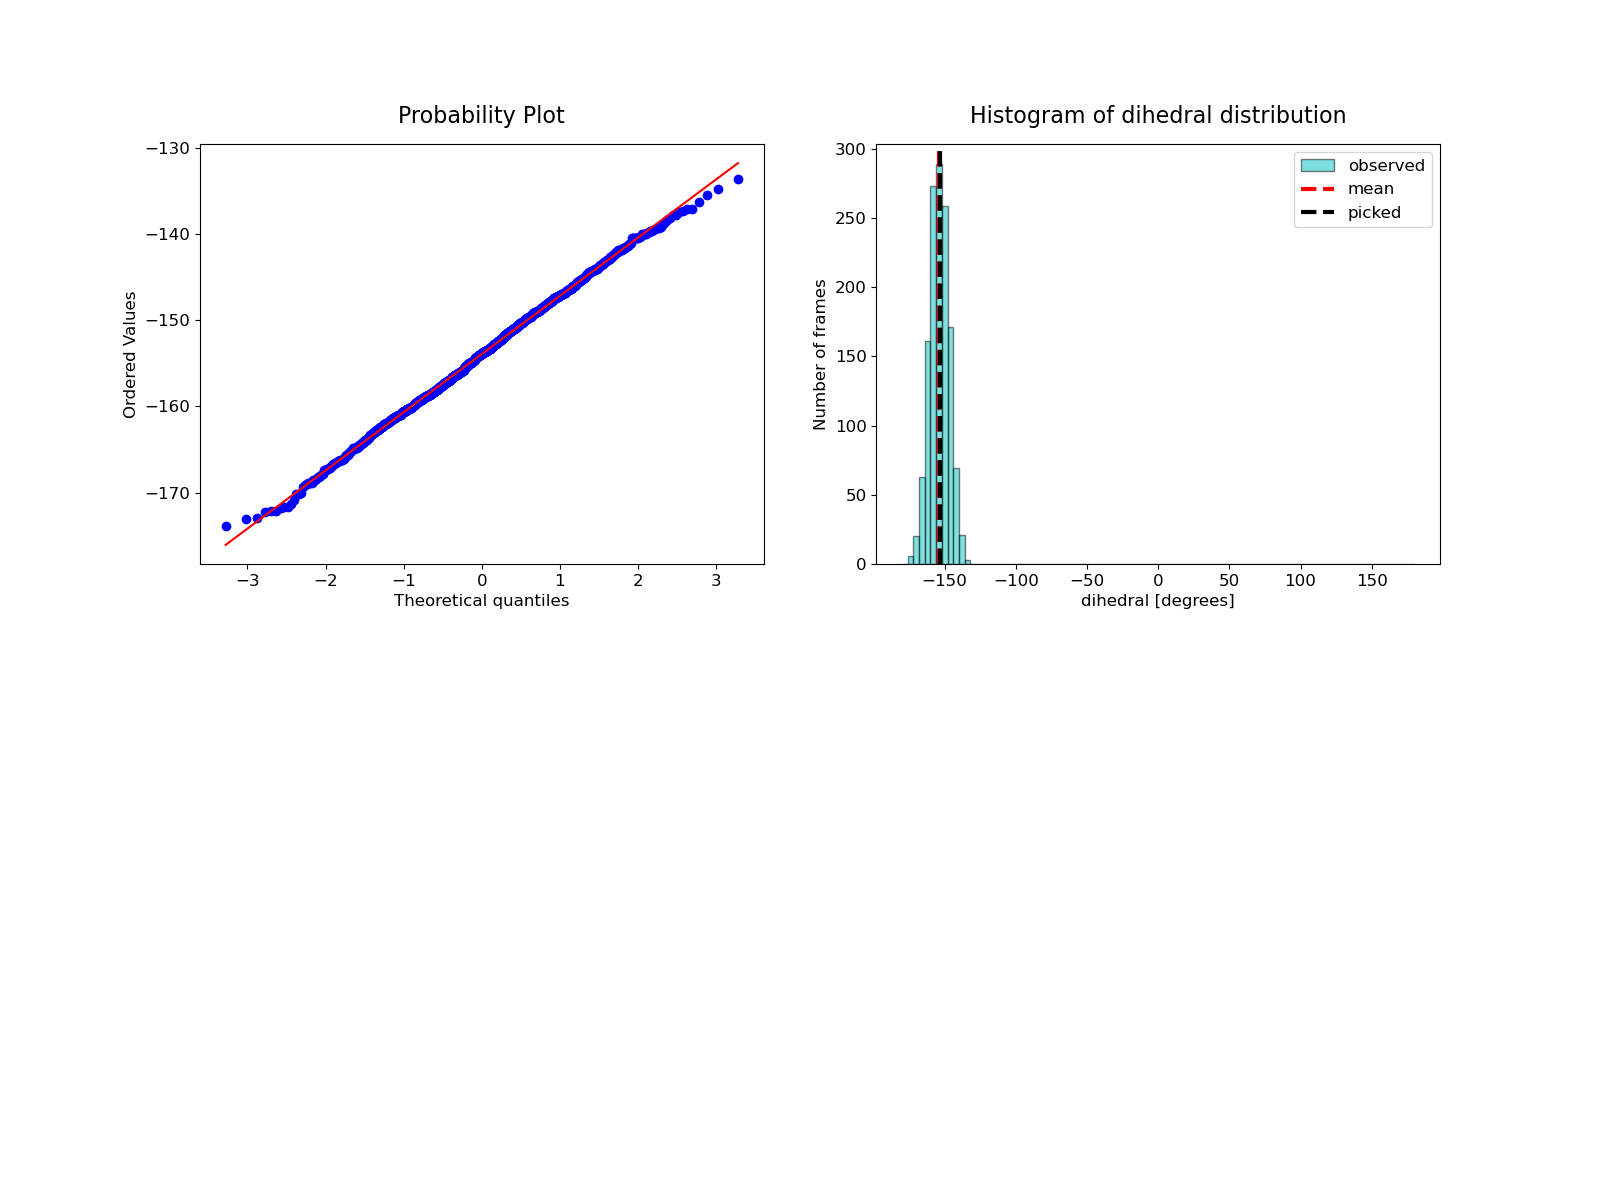 Probability Plot
−130
−140
−150
−160
−170
Ordered Values
−3 −2 −1 0 1 2 3
Theoretical quantiles
Histogram of dihedral distribution
300
250
200
150
100
50
0
Number of frames
observed
mean
picked
−150 −100 −50 0 50 100 150
dihedral [degrees]